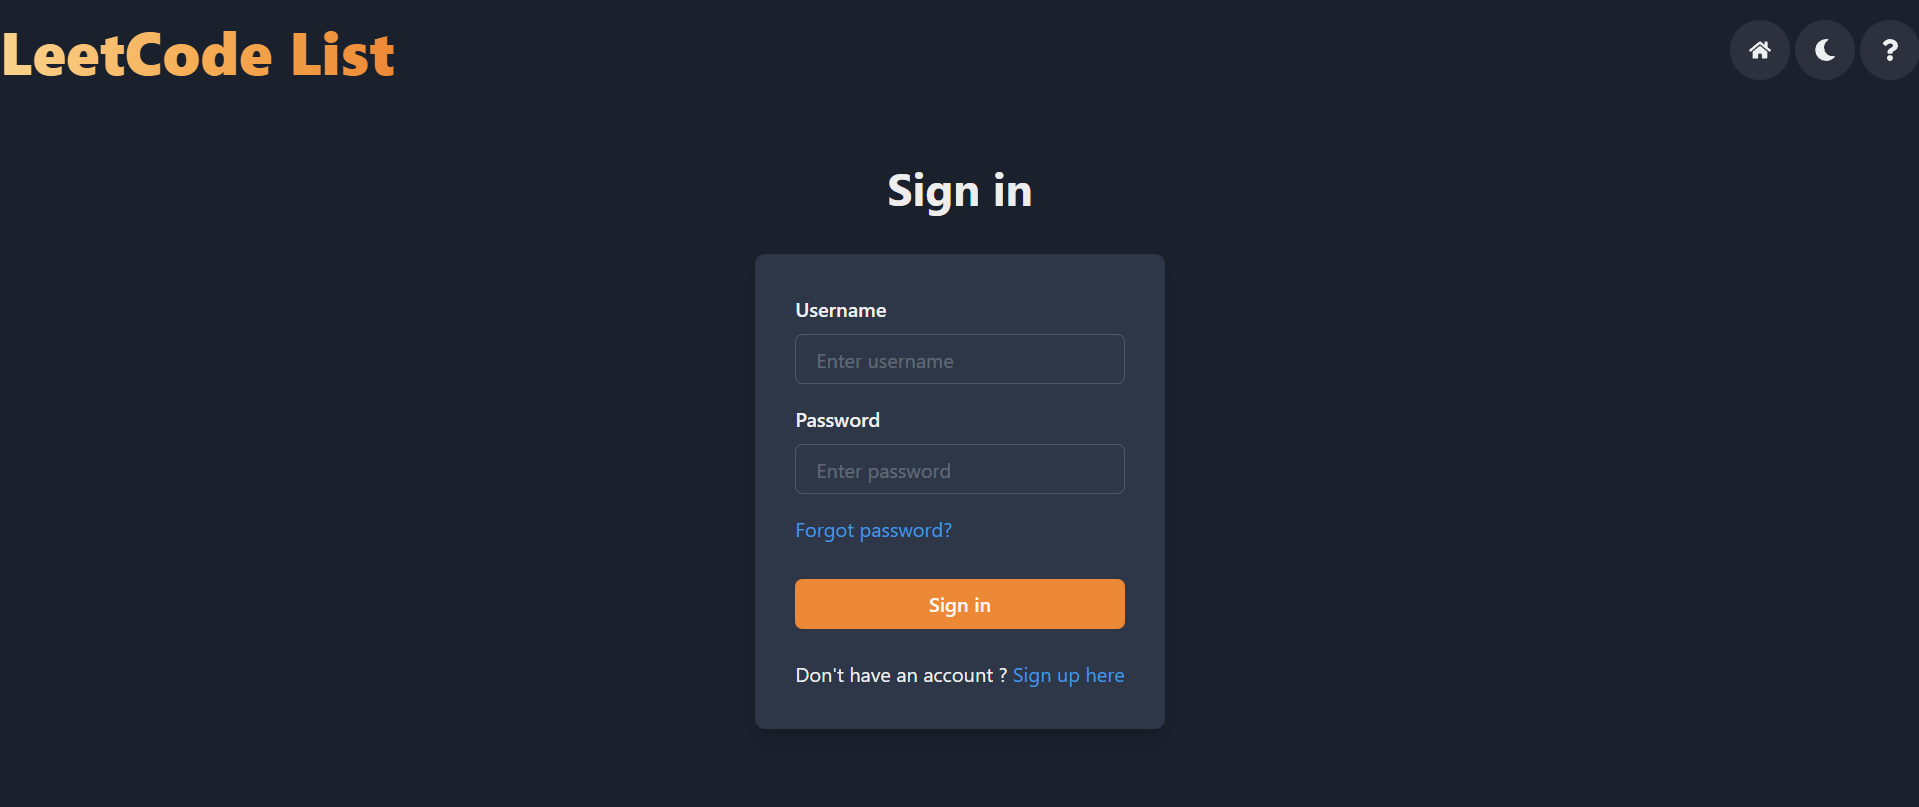 LeetCode List
Sign in
Username
Enter username
Password
Enter password
Forgot password?
Sign in
Don't have an account ? Sign up here